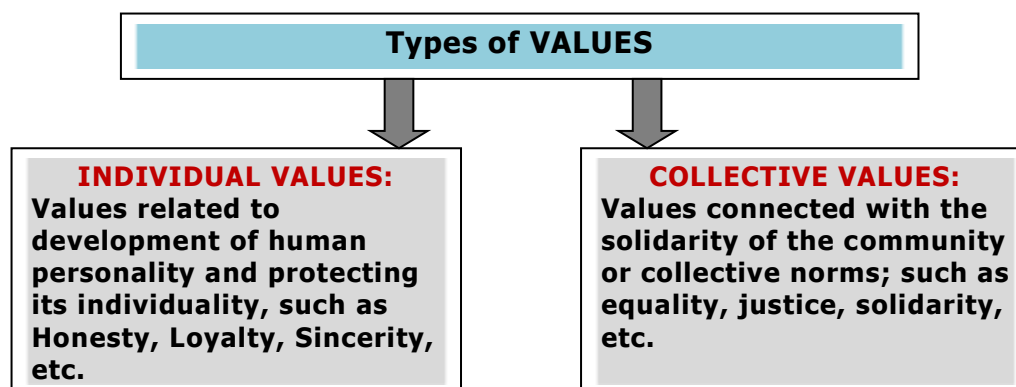 Types of VALUES
INDIVIDUAL VALUES:
Values related to
development of human
personality and protecting
its individuality, such as
Honesty, Loyalty, Sincerity,
etc.
COLLECTIVE VALUES:
Values connected with the
solidarity of the community
or collective norms; such as
equality, justice, solidarity,
etc.